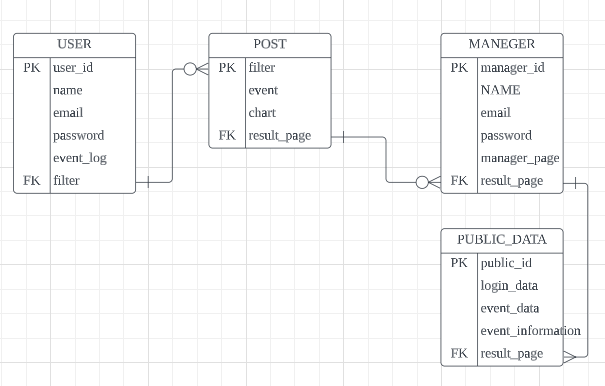 USER
PK user_id
name
email
password
event_log
FK filter
POST
PK filter
event
chart
FK result_page
MANEGER
PK manager_id
NAME
email
password
manager_page
FK result_page
PUBLIC_DATA
PK public_id
login_data
event_data
event_information
FK result_page